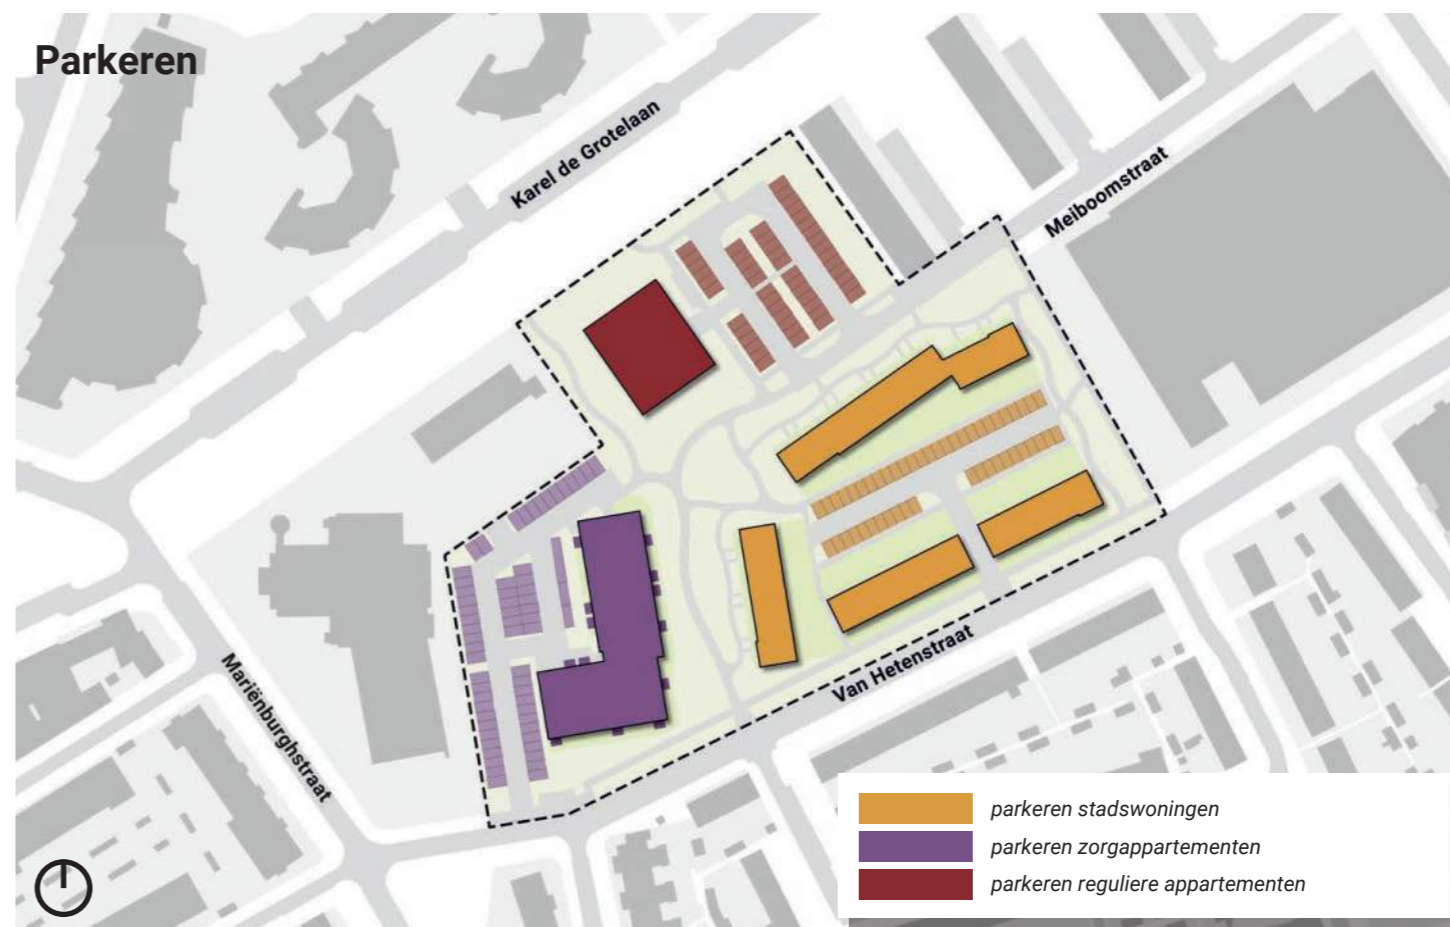 Parkeren
Karel de Grotelaan
Meiboomstraat
Van Hetenstraat
Mariënburghstraat
parkeren stadswoningen
parkeren zorgappartementen
parkeren reguliere appartementen